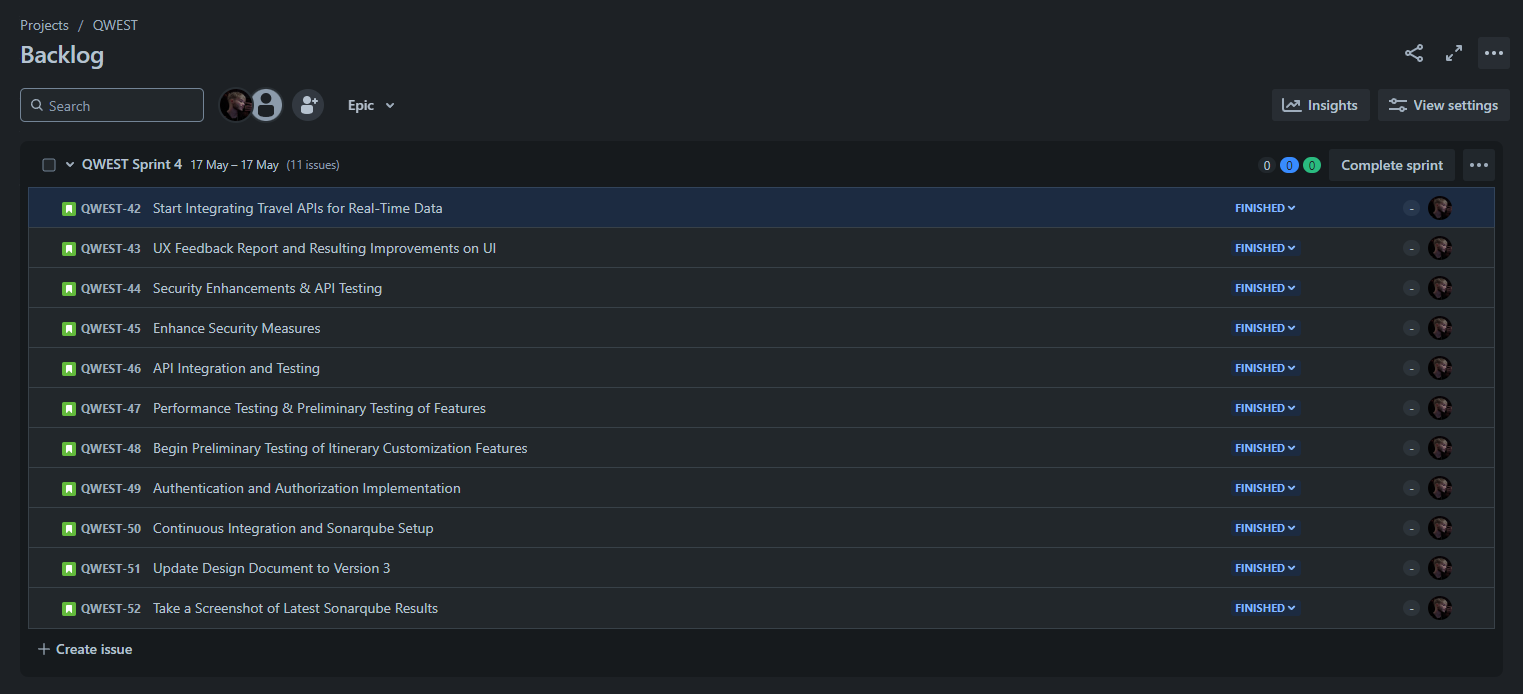 Projects / QWEST
Backlog
Search
Epic
Insights
View settings
QWEST Sprint 4 17 May – 17 May (11 issues)
0 0 0 Complete sprint
QWEST-42 Start Integrating Travel APIs for Real-Time Data FINISHED -
QWEST-43 UX Feedback Report and Resulting Improvements on UI FINISHED -
QWEST-44 Security Enhancements & API Testing FINISHED -
QWEST-45 Enhance Security Measures FINISHED -
QWEST-46 API Integration and Testing FINISHED -
QWEST-47 Performance Testing & Preliminary Testing of Features FINISHED -
QWEST-48 Begin Preliminary Testing of Itinerary Customization Features FINISHED -
QWEST-49 Authentication and Authorization Implementation FINISHED -
QWEST-50 Continuous Integration and Sonarqube Setup FINISHED -
QWEST-51 Update Design Document to Version 3 FINISHED -
QWEST-52 Take a Screenshot of Latest Sonarqube Results FINISHED -
+ Create issue